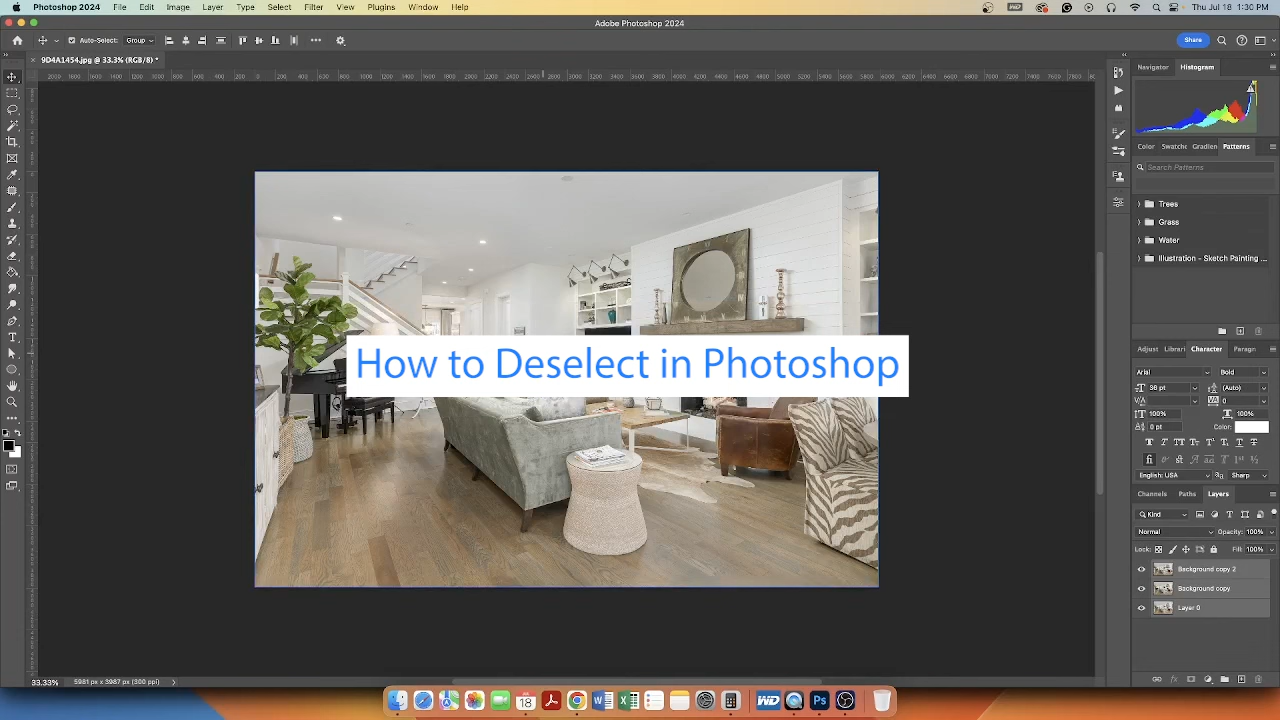 Photoshop 2024 File Edit Image Layer Type Select Filter View Plugins Window Help Thu Jul 18 1:30 PM
Adobe Photoshop 2024
Auto-Select: Group Share
9D4A1454.jpg @ 33.3% (RGB/8) *
Navigator Histogram
Color Swatche Gradien Patterns
Search Patterns
Trees
Grass
Water
Illustration - Sketch Painting ...
How to Deselect in Photoshop
Adjust Librari Character Paragn
Arial Bold
38 pt (Auto)
0
100% 100%
0 pt Color:
English: USA Sharp
Channels Paths Layers
Kind
Normal Opacity: 100%
Lock: Fill: 100%
Background copy 2
Background copy
Layer 0
33.33% 5981 px x 3987 px (300 ppi)